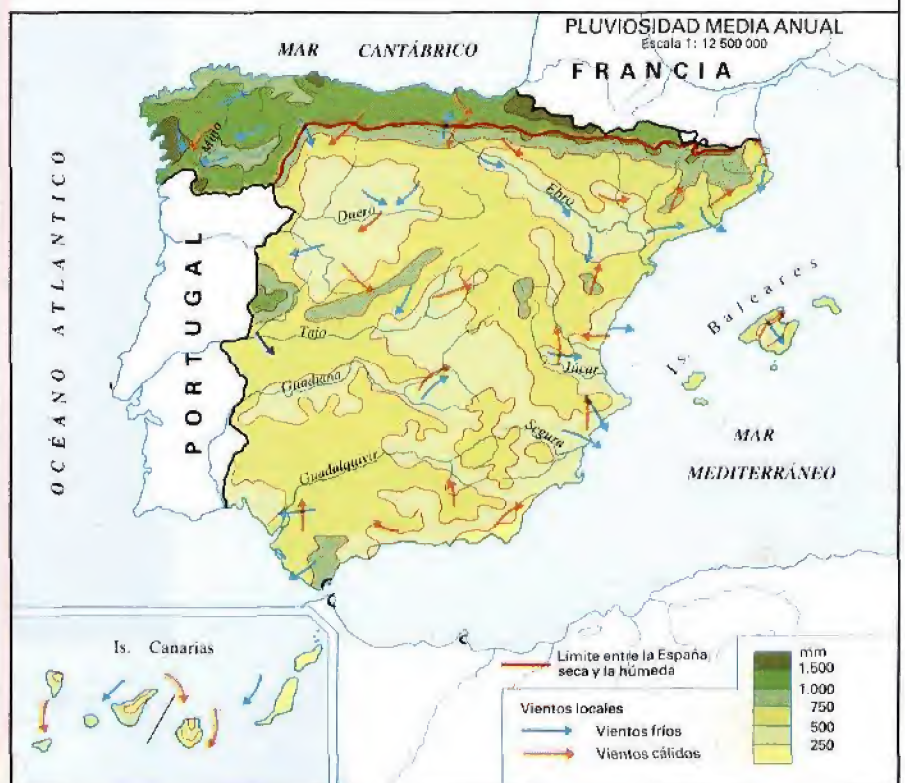 PLUVIOSIDAD MEDIA ANUAL
Escala 1: 12 500 000
MAR CANTÁBRICO
FRANCIA
OCÉANO ATLANTICO
PORTUGAL
Miño
Duero
Ebro
Tajo
Guadiana
Júcar
Segura
Guadalquivir
Is. Baleares
MAR
MEDITERRÁNEO
Is. Canarias
Límite entre la España
seca y la húmeda
Vientos locales
Vientos fríos
Vientos cálidos
mm
1.500
1.000
750
500
250